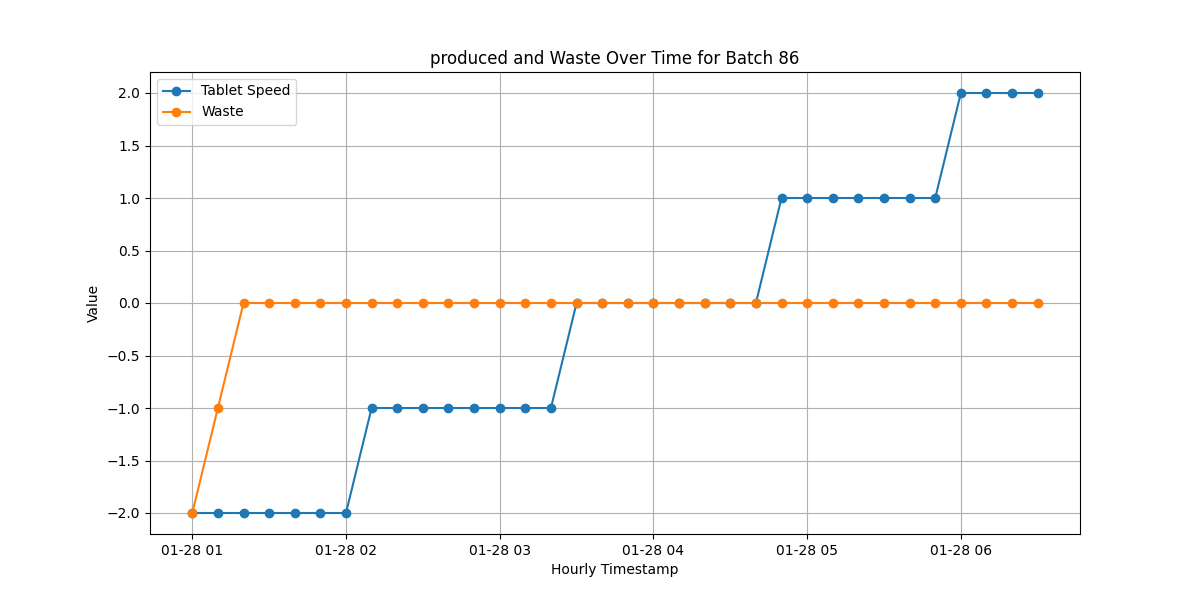 produced and Waste Over Time for Batch 86
Tablet Speed
Waste
2.0
1.5
1.0
0.5
0.0
−0.5
−1.0
−1.5
−2.0
Value
01-28 01 01-28 02 01-28 03 01-28 04 01-28 05 01-28 06
Hourly Timestamp